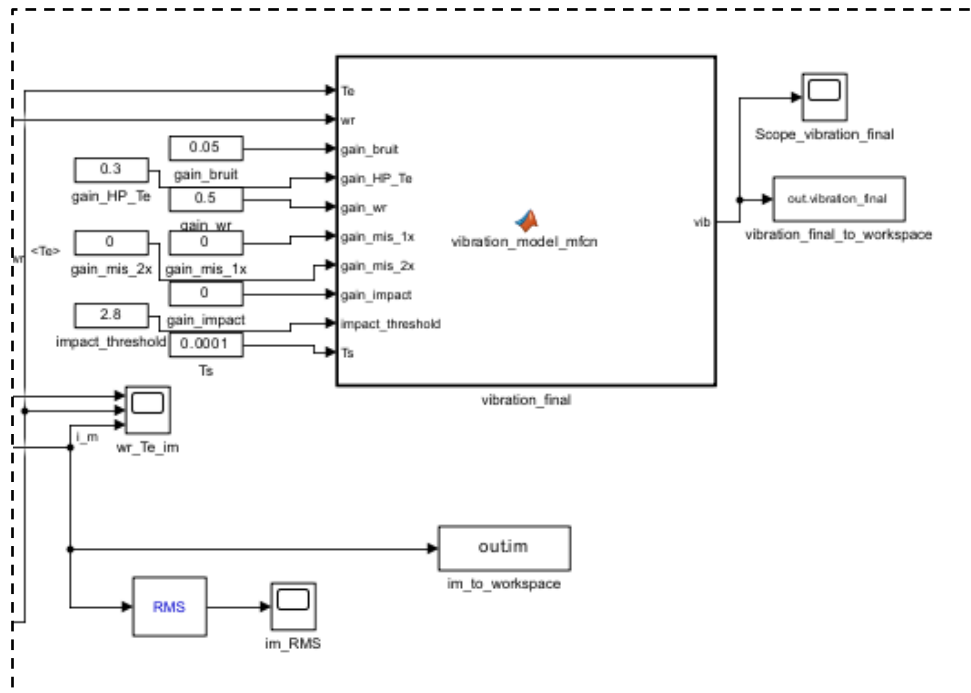 Te
wr
0.05
gain_bruit
gain_bruit
0.3
gain_HP_Te
gain_HP_Te
0.5
gain_wr
gain_wr
wr
<Te>
0
gain_mis_2x
0
gain_mis_1x
gain_mis_1x
gain_mis_2x
0
gain_impact
gain_impact
2.8
impact_threshold
impact_threshold
0.0001
Ts
Ts
vibration_model_mfcn
vib
vibration_final
Scope_vibration_final
out.vibration_final
vibration_final_to_workspace
i_m
wr_Te_im
out.im
im_to_workspace
RMS
im_RMS